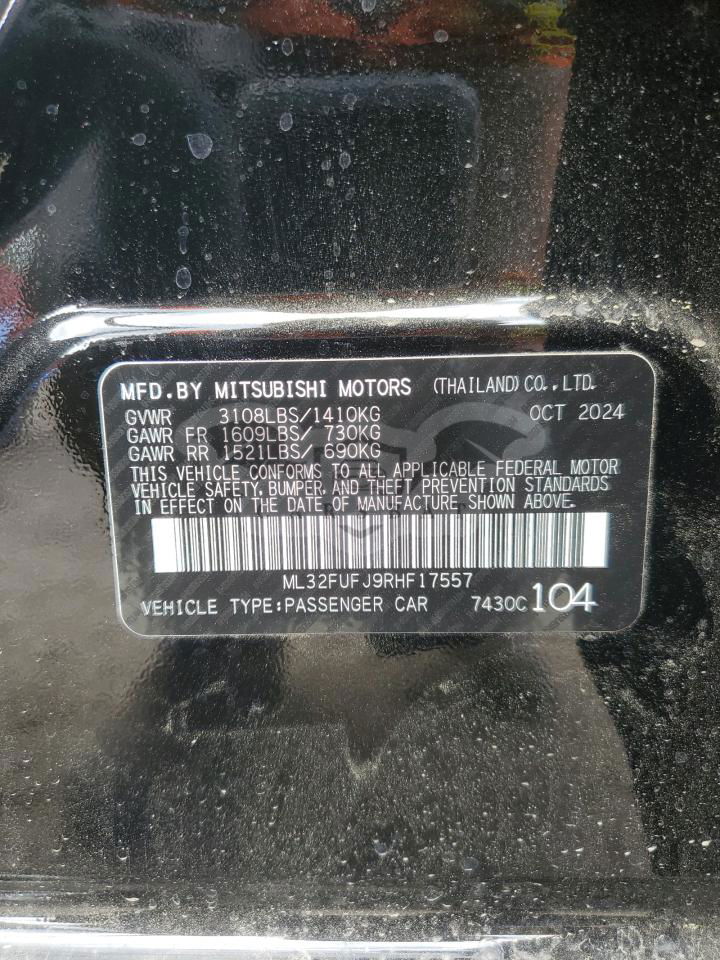 MFD.BY MITSUBISHI MOTORS (THAILAND) CO.,LTD.
GVWR 3108LBS/1410KG OCT 2024
GAWR FR 1609LBS/ 730KG
GAWR RR 1521LBS/ 690KG
THIS VEHICLE CONFORMS TO ALL APPLICABLE FEDERAL MOTOR
VEHICLE SAFETY, BUMPER, AND THEFT PREVENTION STANDARDS
IN EFFECT ON THE DATE OF MANUFACTURE SHOWN ABOVE.
ML32FUFJ9RHF17557
VEHICLE TYPE:PASSENGER CAR 7430C 104